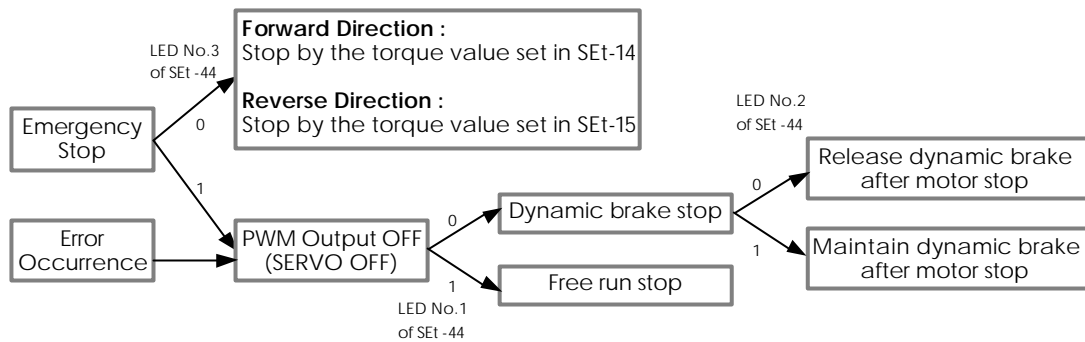 LED No.3
of SEt -44
Forward Direction :
Stop by the torque value set in SEt-14
Reverse Direction :
Stop by the torque value set in SEt-15
Emergency
Stop
0
1
Error
Occurrence
PWM Output OFF
(SERVO OFF)
0
1
LED No.1
of SEt -44
Dynamic brake stop
Free run stop
LED No.2
of SEt -44
0
1
Release dynamic brake
after motor stop
Maintain dynamic brake
after motor stop